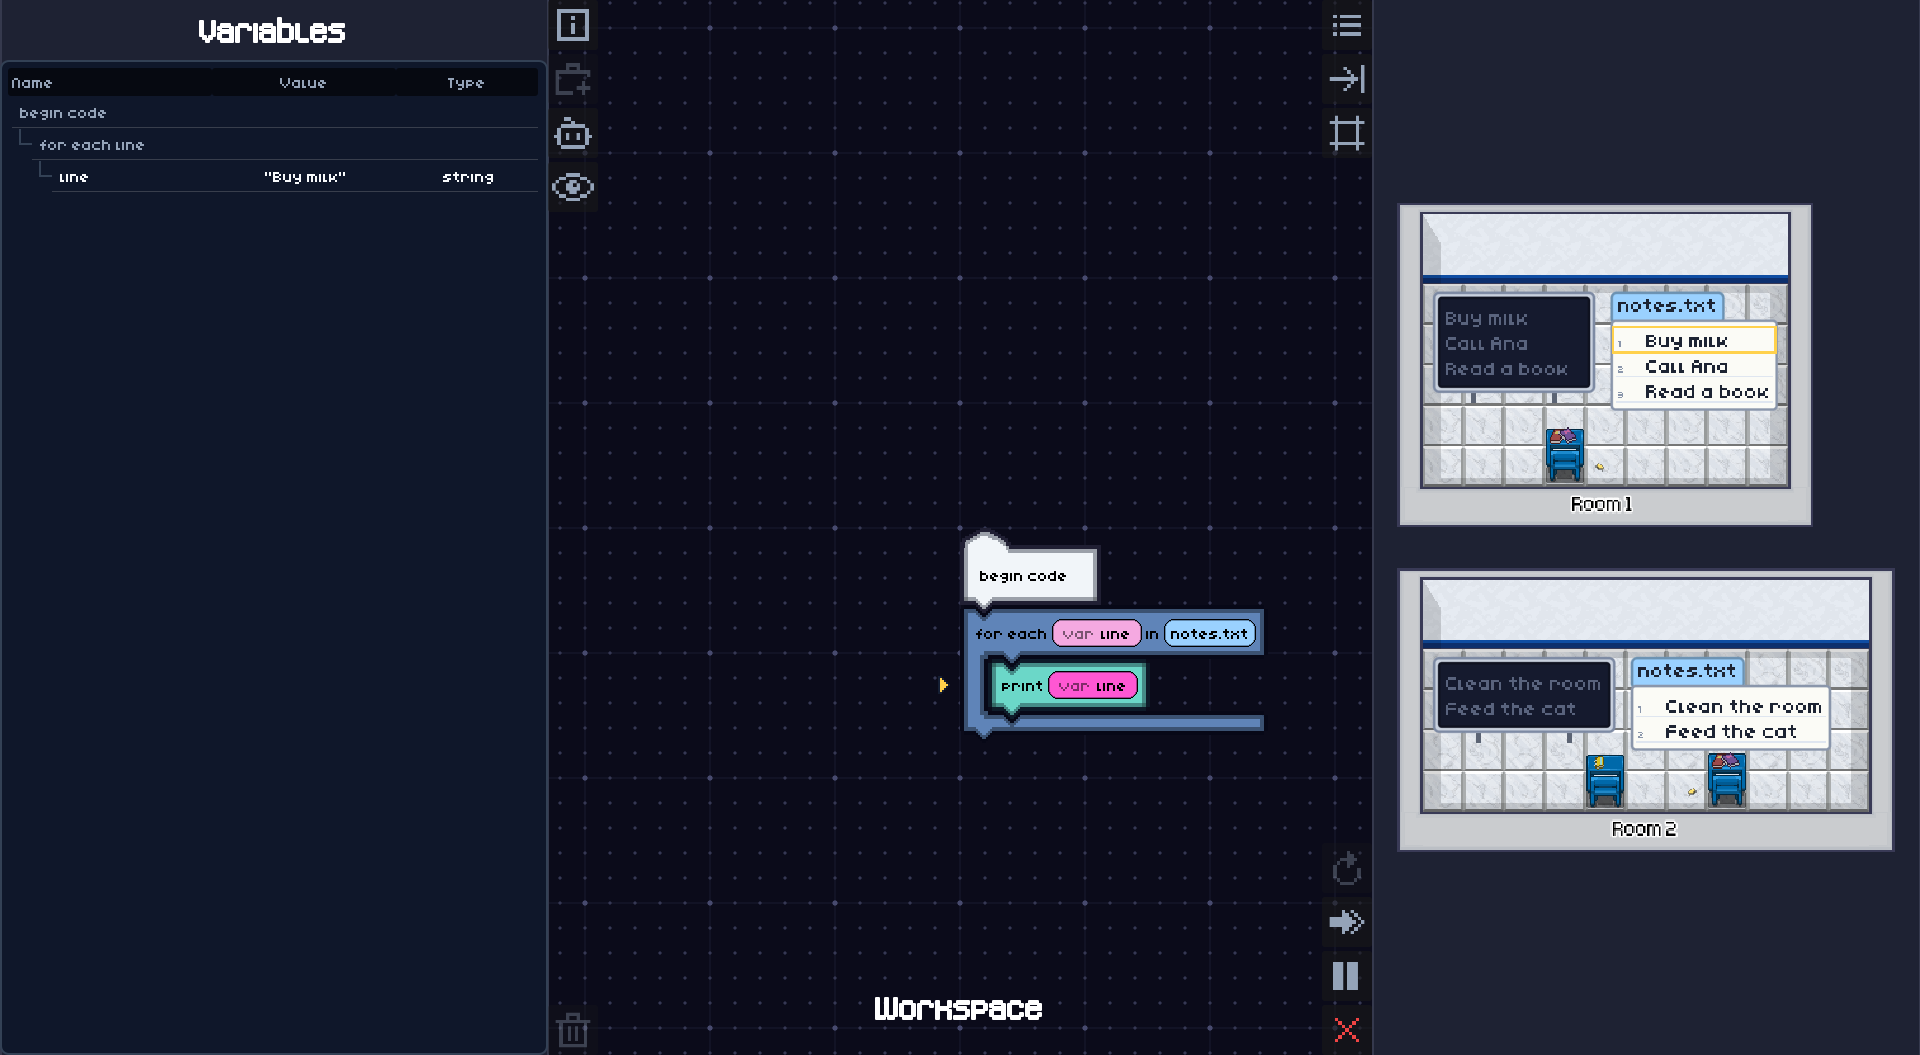 Variables
Name Value Type
begin code
for each line
line "Buy milk" string
begin code
for each var line in notes.txt
print var line
Workspace
Buy milk
Call Ana
Read a book
notes.txt
1 Buy milk
2 Call Ana
3 Read a book
Room 1
Clean the room
Feed the cat
notes.txt
1 Clean the room
2 Feed the cat
Room 2